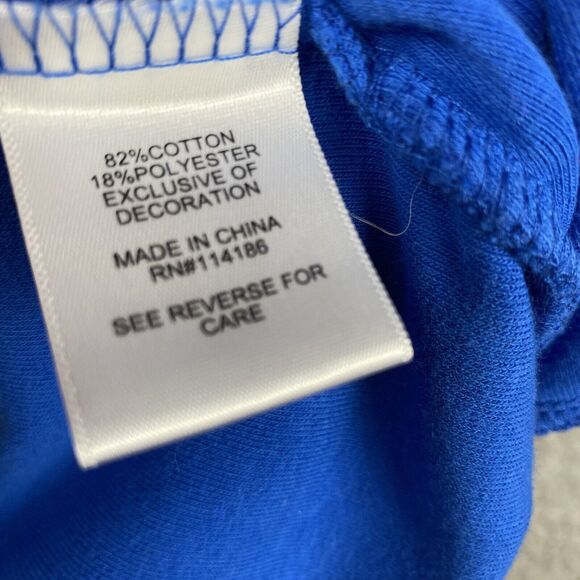 82%COTTON
18%POLYESTER
EXCLUSIVE OF
DECORATION
MADE IN CHINA
RN#114186
SEE REVERSE FOR
CARE